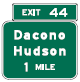 EXIT 44
Dacono
Hudson
1 MILE